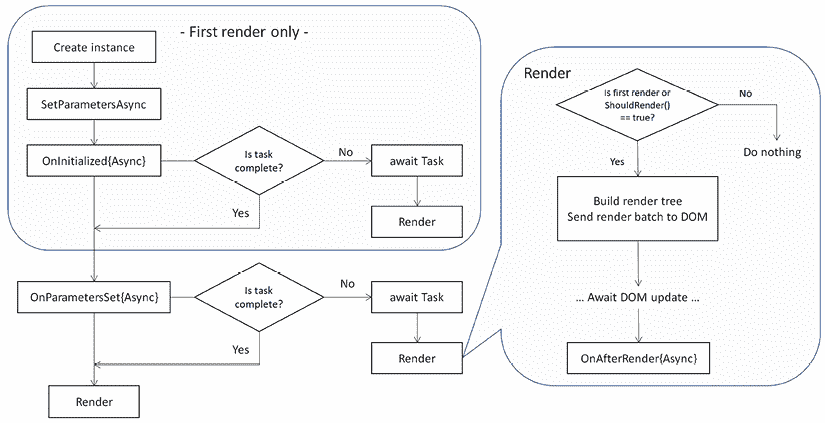 - First render only -
Create instance
SetParametersAsync
OnInitialized{Async}
Is task
complete?
No
await Task
Yes
Render
OnParametersSet{Async}
Is task
complete?
No
await Task
Yes
Render
Render
Render
Is first render or
ShouldRender()
== true?
No
Do nothing
Yes
Build render tree
Send render batch to DOM
... Await DOM update ...
OnAfterRender{Async}